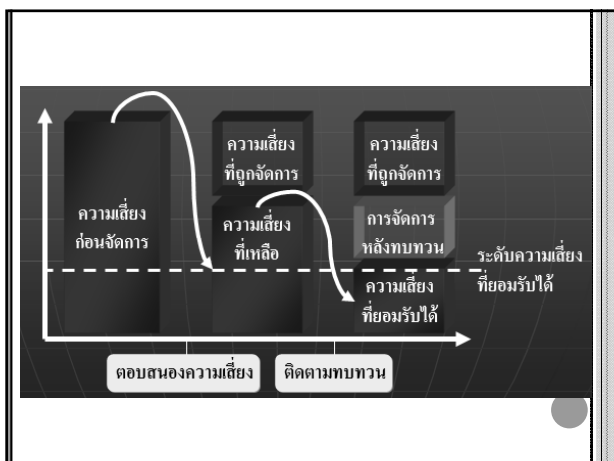 ความเสี่ยง
ก่อนจัดการ
ความเสี่ยง
ที่ถูกจัดการ
ความเสี่ยง
ที่เหลือ
ความเสี่ยง
ที่ถูกจัดการ
การจัดการ
หลังทบทวน
ความเสี่ยง
ที่ยอมรับได้
ระดับความเสี่ยง
ที่ยอมรับได้
ตอบสนองความเสี่ยง
ติดตามทบทวน